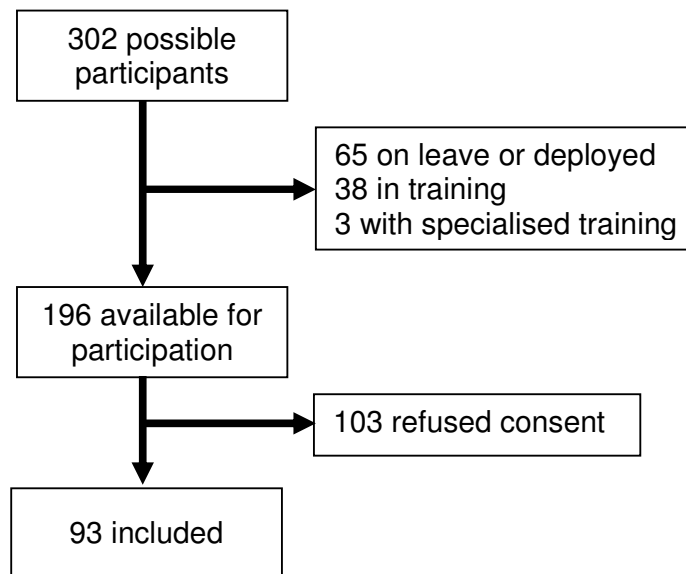 302 possible
participants
65 on leave or deployed
38 in training
3 with specialised training
196 available for
participation
103 refused consent
93 included